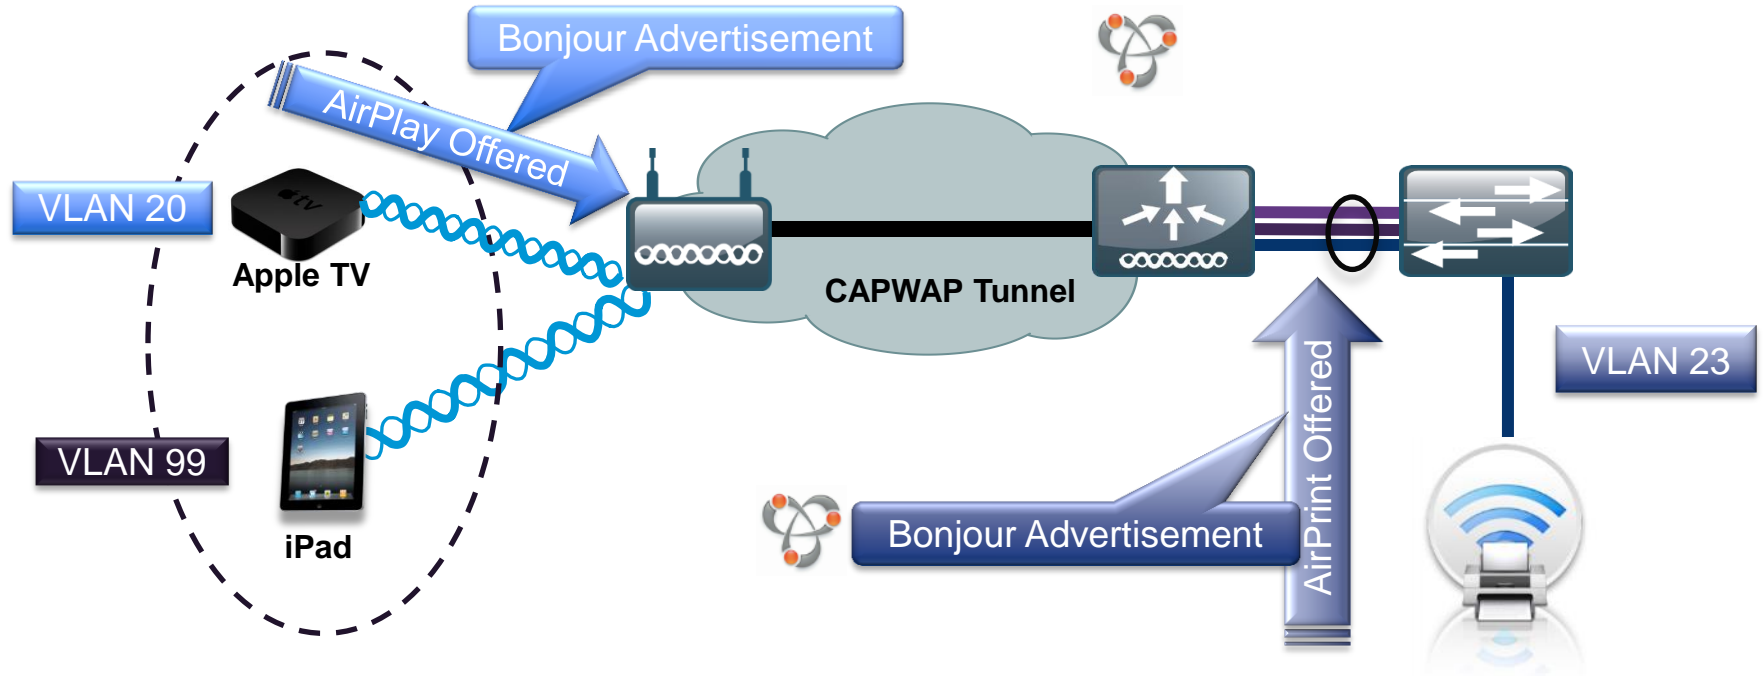 Bonjour Advertisement
AirPlay Offered
VLAN 20
tv
Apple TV
CAPWAP Tunnel
VLAN 23
AirPrint Offered
VLAN 99
Bonjour Advertisement
iPad